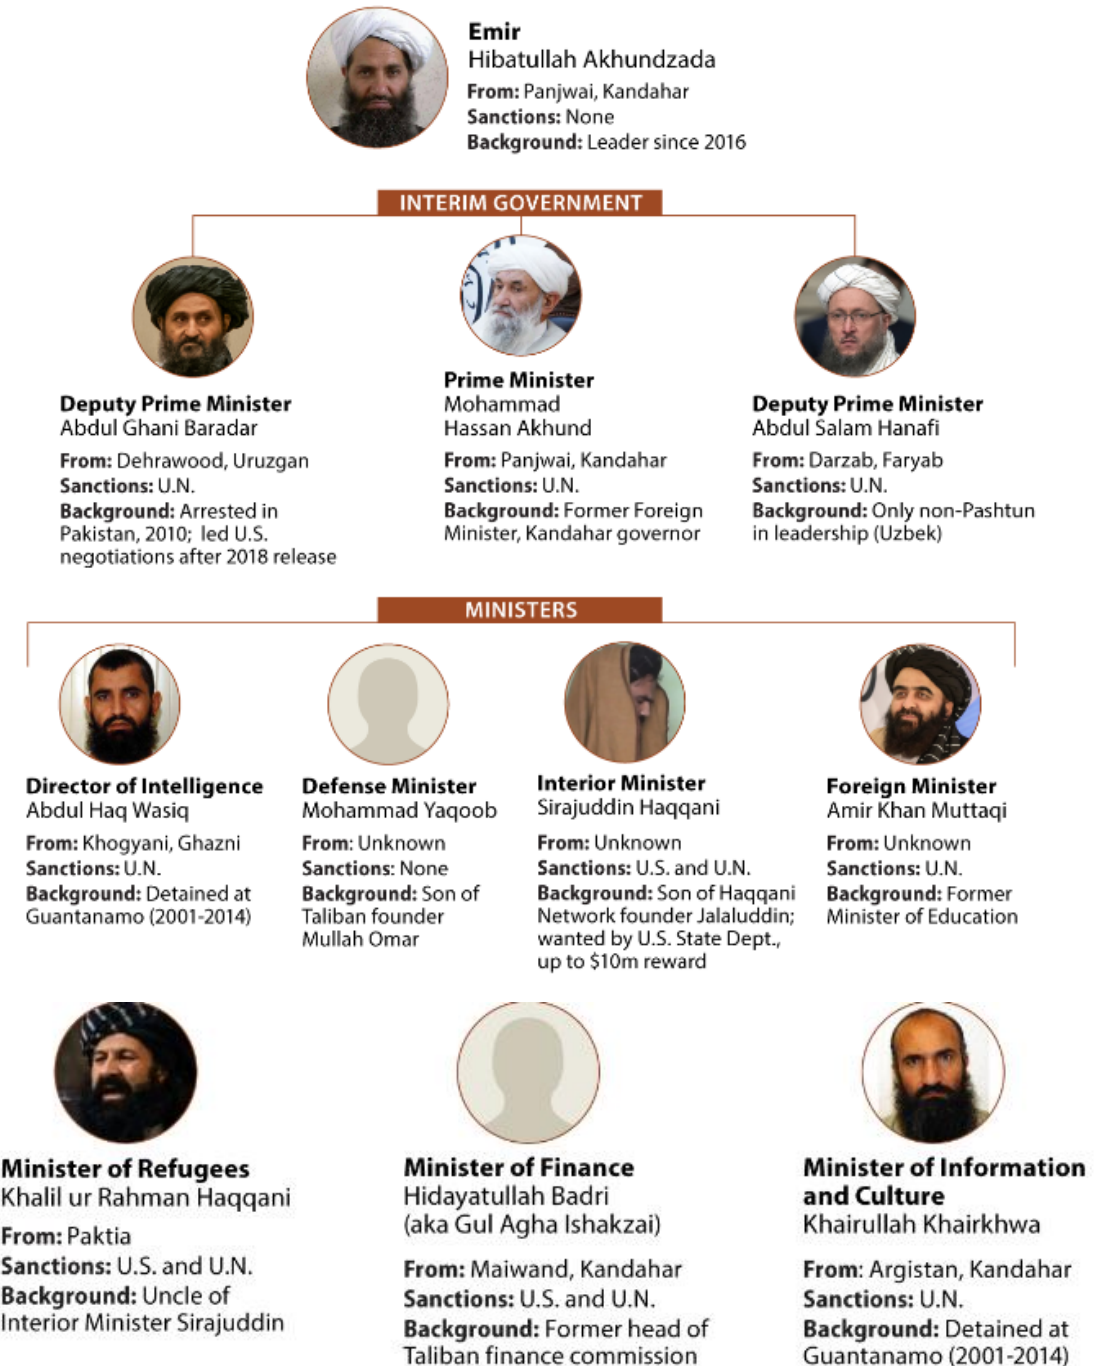 Emir
Hibatullah Akhundzada
From: Panjwai, Kandahar
Sanctions: None
Background: Leader since 2016
INTERIM GOVERNMENT
Deputy Prime Minister
Abdul Ghani Baradar
From: Dehrawood, Uruzgan
Sanctions: U.N.
Background: Arrested in
Pakistan, 2010; led U.S.
negotiations after 2018 release
Prime Minister
Mohammad
Hassan Akhund
From: Panjwai, Kandahar
Sanctions: U.N.
Background: Former Foreign
Minister, Kandahar governor
Deputy Prime Minister
Abdul Salam Hanafi
From: Darzab, Faryab
Sanctions: U.N.
Background: Only non-Pashtun
in leadership (Uzbek)
MINISTERS
Director of Intelligence
Abdul Haq Wasiq
From: Khogyani, Ghazni
Sanctions: U.N.
Background: Detained at
Guantanamo (2001-2014)
Defense Minister
Mohammad Yaqoob
From: Unknown
Sanctions: None
Background: Son of
Taliban founder
Mullah Omar
Interior Minister
Sirajuddin Haqqani
From: Unknown
Sanctions: U.S. and U.N.
Background: Son of Haqqani
Network founder Jalaluddin;
wanted by U.S. State Dept.,
up to $10m reward
Foreign Minister
Amir Khan Muttaqi
From: Unknown
Sanctions: U.N.
Background: Former
Minister of Education
Minister of Refugees
Khalil ur Rahman Haqqani
From: Paktia
Sanctions: U.S. and U.N.
Background: Uncle of
Interior Minister Sirajuddin
Minister of Finance
Hidayatullah Badri
(aka Gul Agha Ishakzai)
From: Maiwand, Kandahar
Sanctions: U.S. and U.N.
Background: Former head of
Taliban finance commission
Minister of Information
and Culture
Khairullah Khairkhwa
From: Argistan, Kandahar
Sanctions: U.N.
Background: Detained at
Guantanamo (2001-2014)